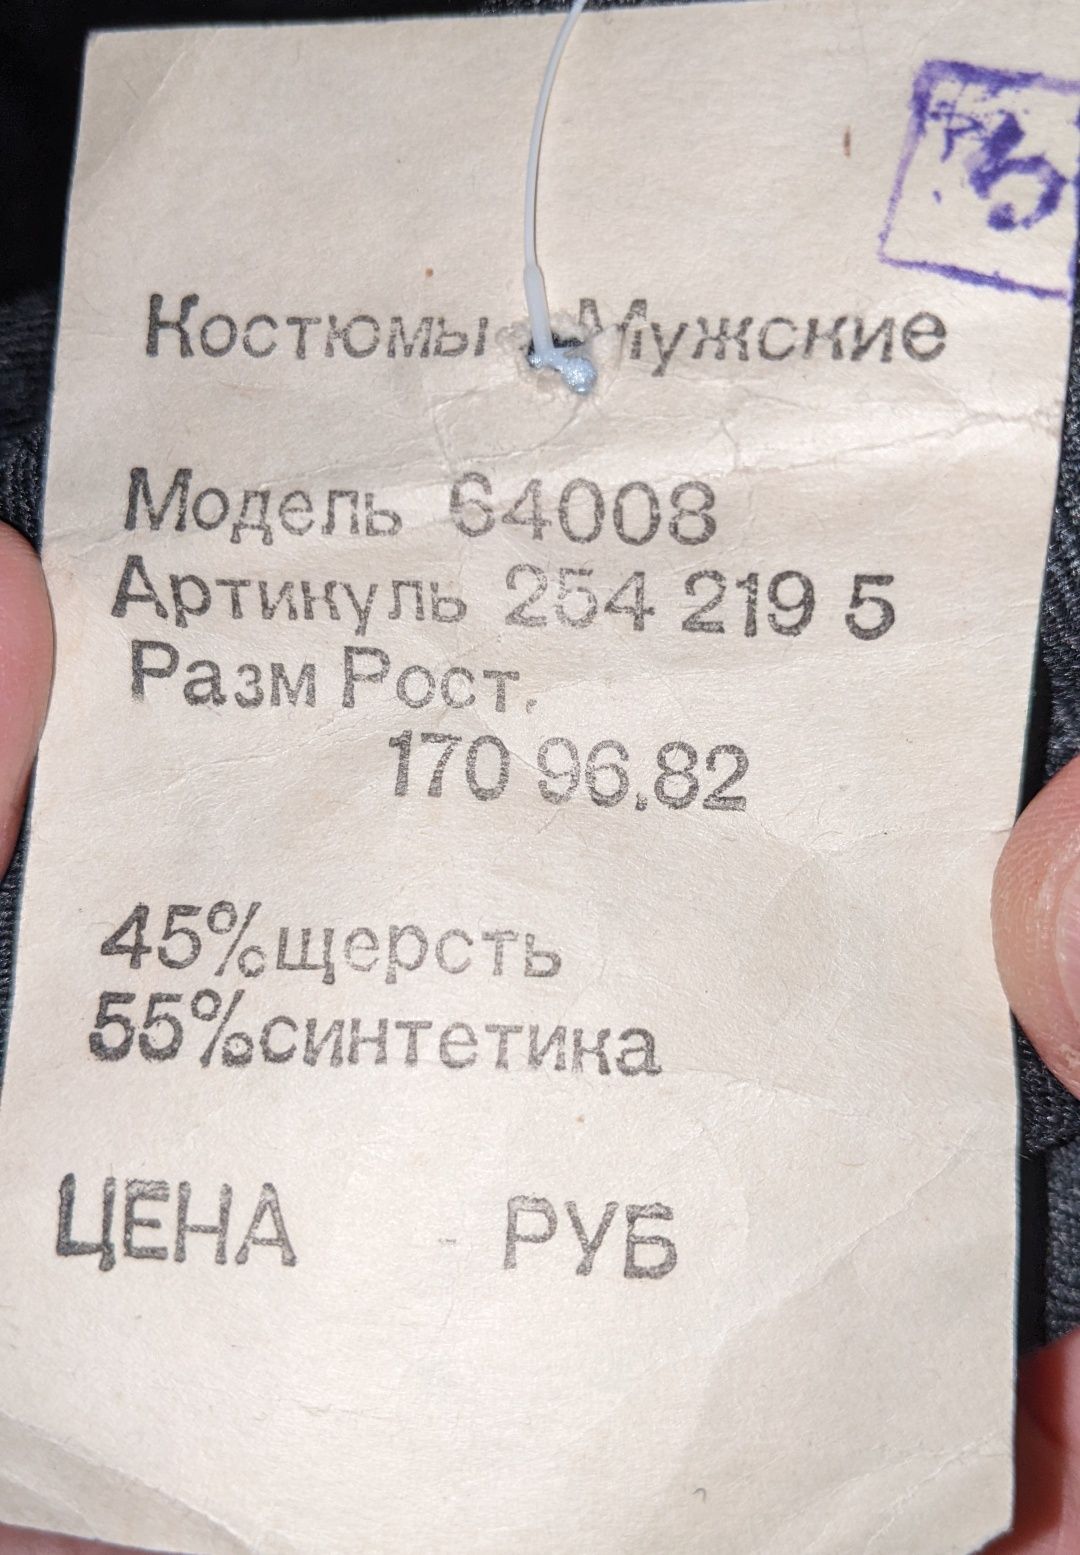 Костюмы Мужские
Модель 64008
Артикуль 254 219 5
Разм Рост.
170 96.82
45%щерсть
55%синтетика
ЦЕНА РУБ